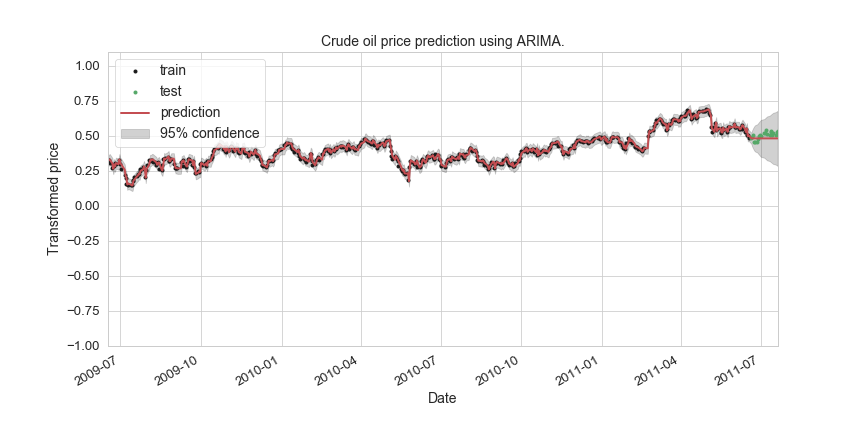 Crude oil price prediction using ARIMA.
1.00
0.75
0.50
0.25
0.00
−0.25
−0.50
−0.75
−1.00
Transformed price
train
test
prediction
95% confidence
2009-07
2009-10
2010-01
2010-04
2010-07
2010-10
2011-01
2011-04
2011-07
Date